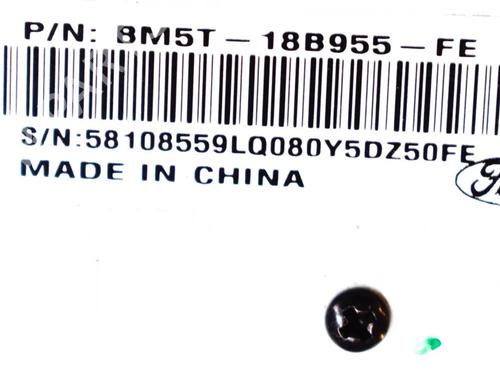 P/N: 8M5T-18B955-FE
S/N:58108559LQ080Y5DZ50FE
MADE IN CHINA